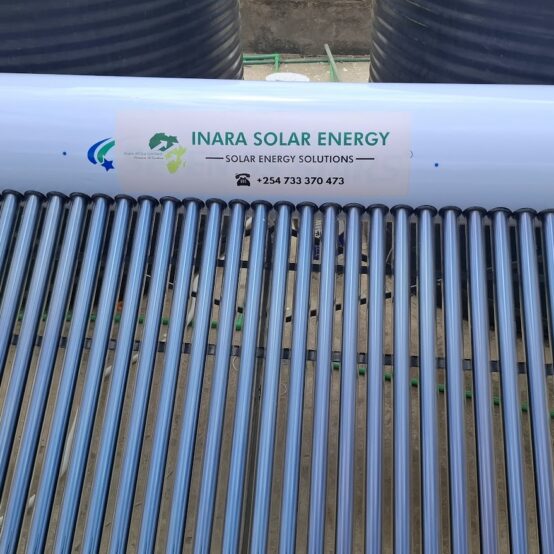 INARA SOLAR ENERGY
SOLAR ENERGY SOLUTIONS
+254 733 370 473